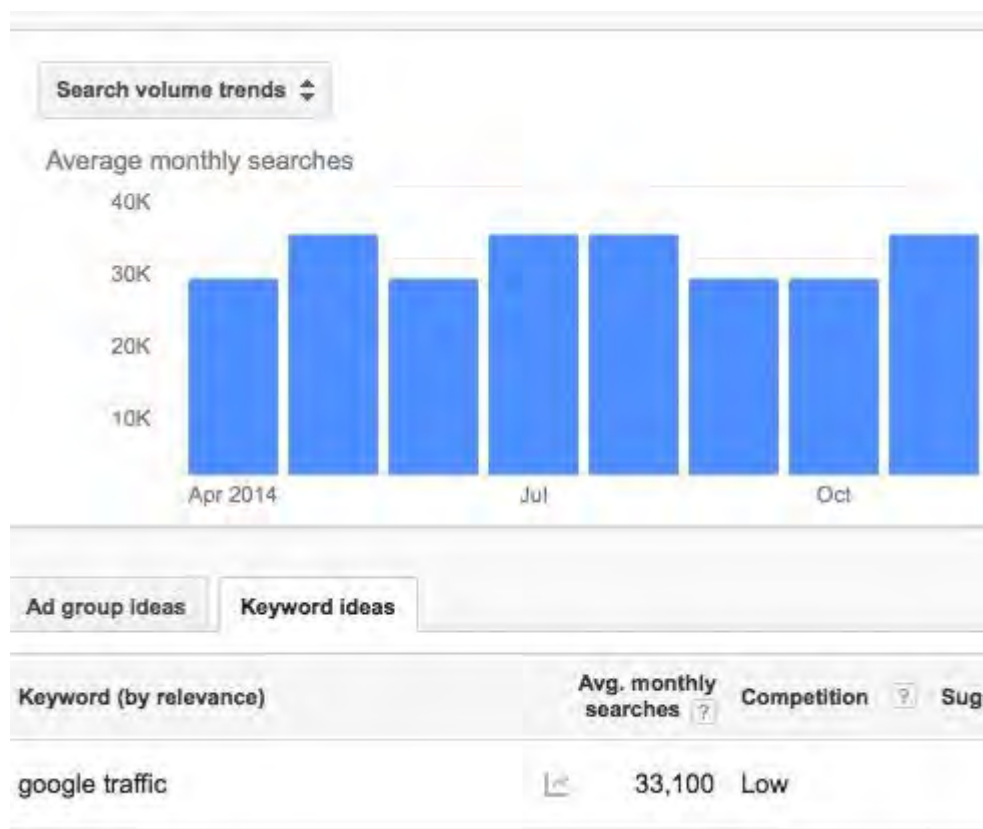 Search volume trends
Average monthly searches
40K
30K
20K
10K
Apr 2014 Jul Oct
Ad group ideas Keyword ideas
Keyword (by relevance) Avg. monthly searches ? Competition ? Sug
google traffic 33,100 Low